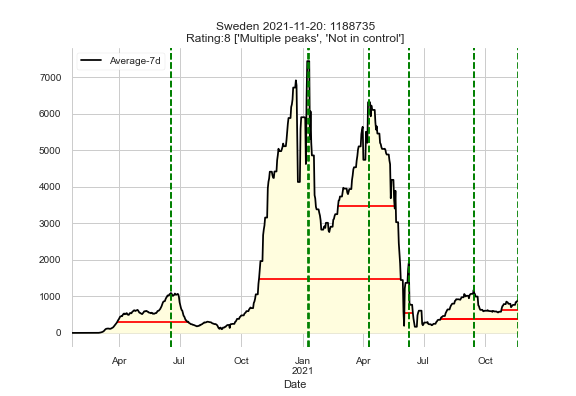 Sweden 2021-11-20: 1188735
Rating:8 ['Multiple peaks', 'Not in control']
Average-7d
7000
6000
5000
4000
3000
2000
1000
0
Apr
Jul
Oct
Jan
2021
Apr
Jul
Oct
Date